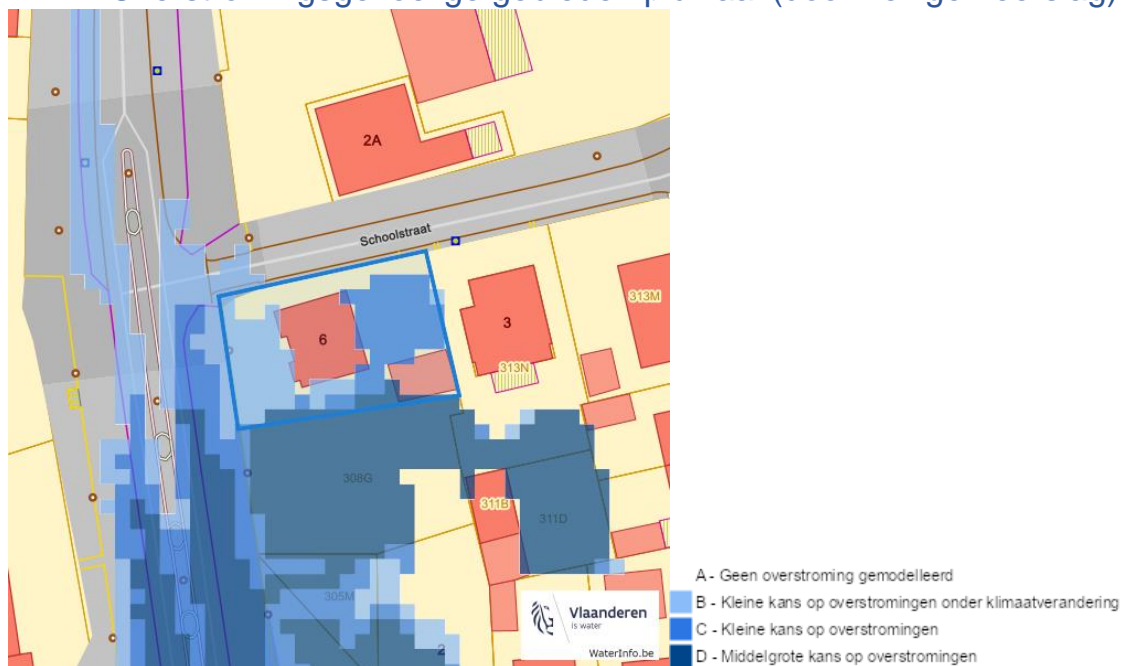 2A
Schoolstraat
313M
6
3
313N
308G
311B
311D
305M
2
Vlaanderen
is water
WaterInfo.be
A - Geen overstroming gemodelleerd
B - Kleine kans op overstromingen onder klimaatverandering
C - Kleine kans op overstromingen
D - Middelgrote kans op overstromingen